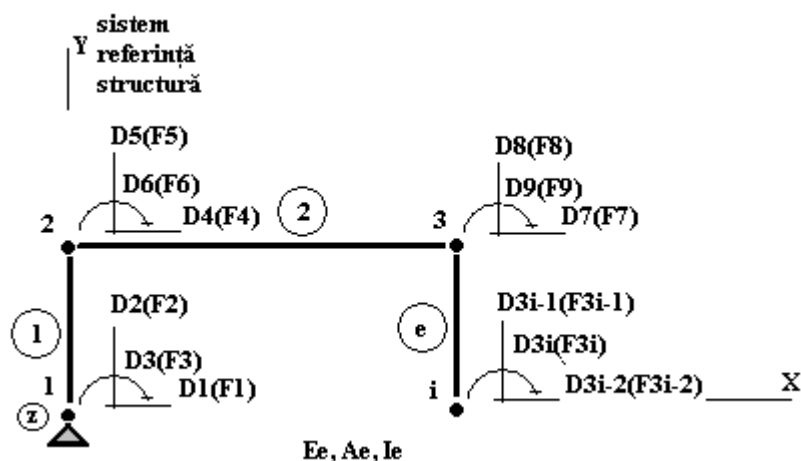 Y sistem
referință
structură
D5(F5)
D6(F6)
D4(F4)
D8(F8)
D9(F9)
D7(F7)
2
2
3
1
e
D2(F2)
D3(F3)
D1(F1)
1
z
D3i-1(F3i-1)
D3i(F3i)
D3i-2(F3i-2)
X
i
Ee, Ae, Ie